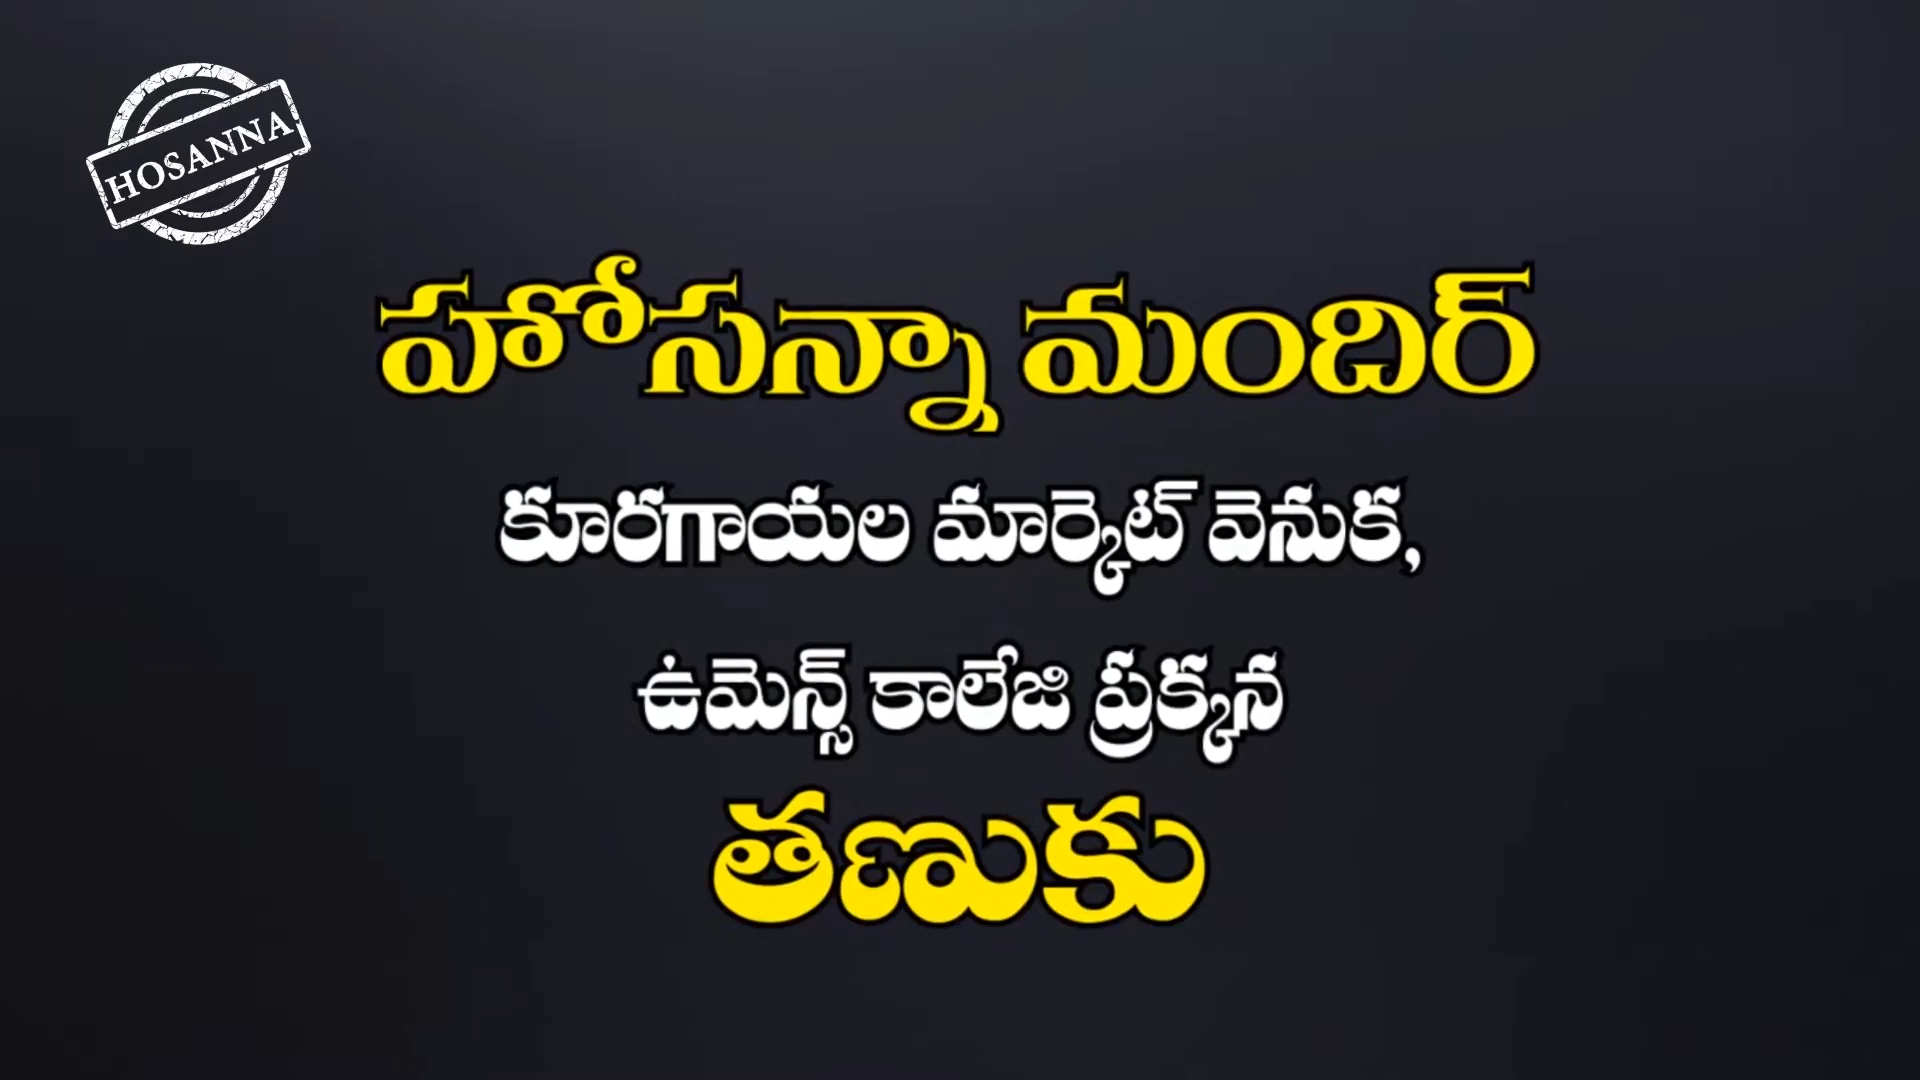 HOSANNA
హోసన్నా మందిర్
కూరగాయల మార్కెట్ వెనుక,
ఉమెన్స్ కాలేజి ప్రక్కన
తణుకు